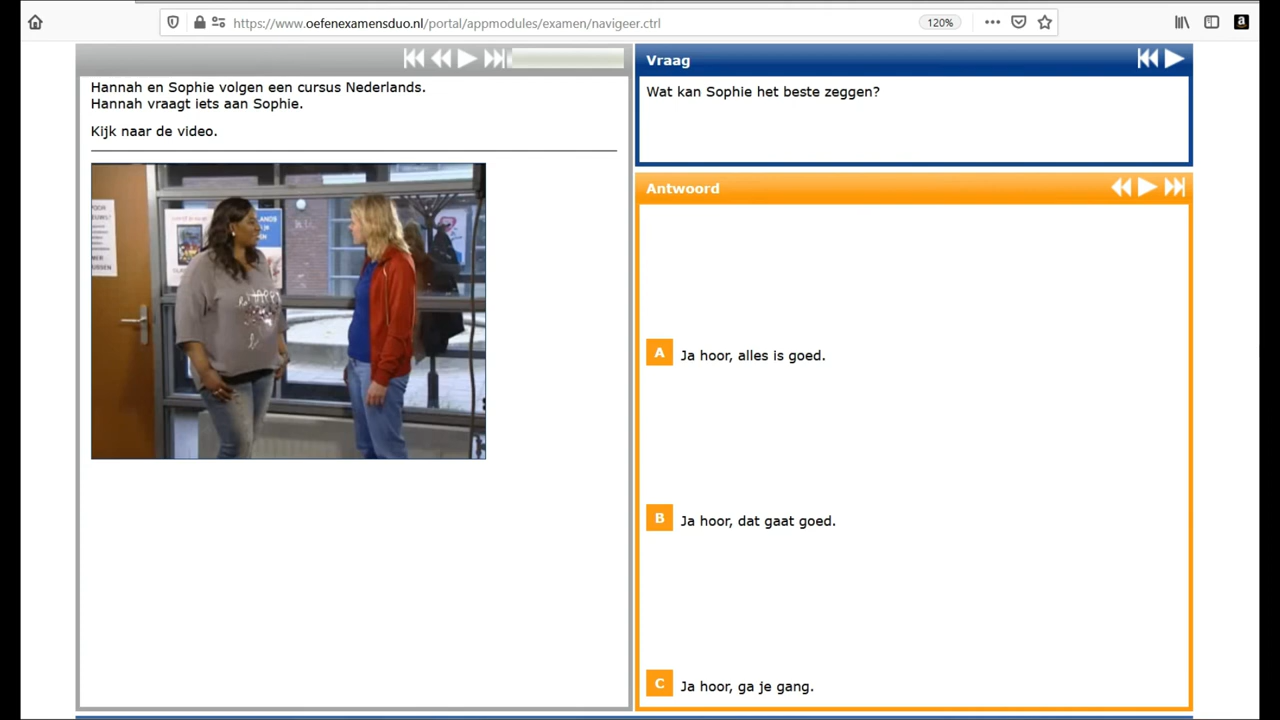 https://www.oefenexamensduo.nl/portal/appmodules/examen/navigeer.ctrl
120%
Hannah en Sophie volgen een cursus Nederlands.
Hannah vraagt iets aan Sophie.
Kijk naar de video.
Vraag
Wat kan Sophie het beste zeggen?
Antwoord
A Ja hoor, alles is goed.
B Ja hoor, dat gaat goed.
C Ja hoor, ga je gang.